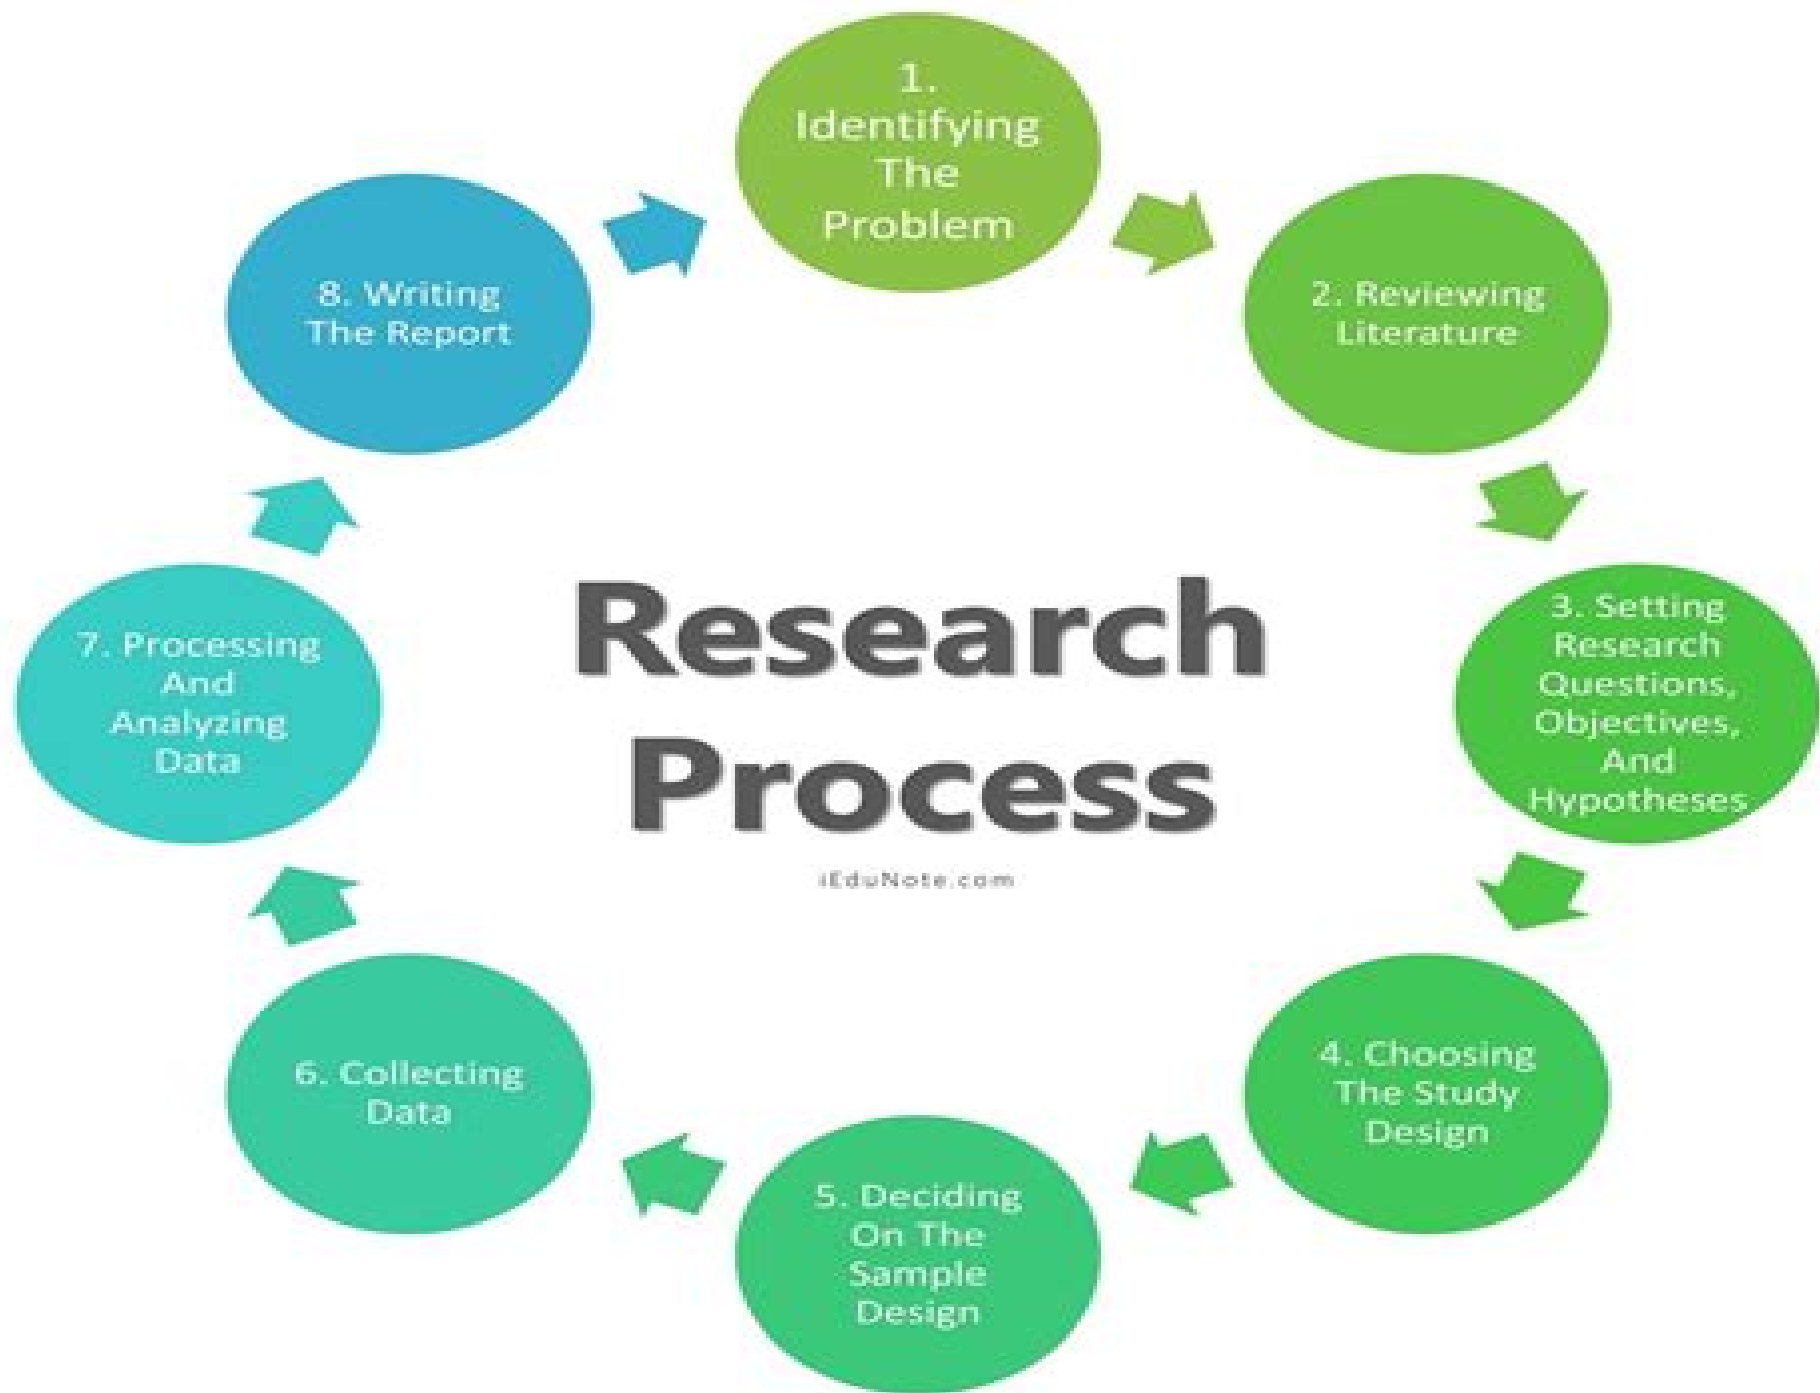 1.
Identifying
The
Problem
2. Reviewing
Literature
3. Setting
Research
Questions,
Objectives,
And
Hypotheses
4. Choosing
The Study
Design
5. Deciding
On The
Sample
Design
6. Collecting
Data
7. Processing
And
Analyzing
Data
8. Writing
The Report
Research
Process
iEduNote.com